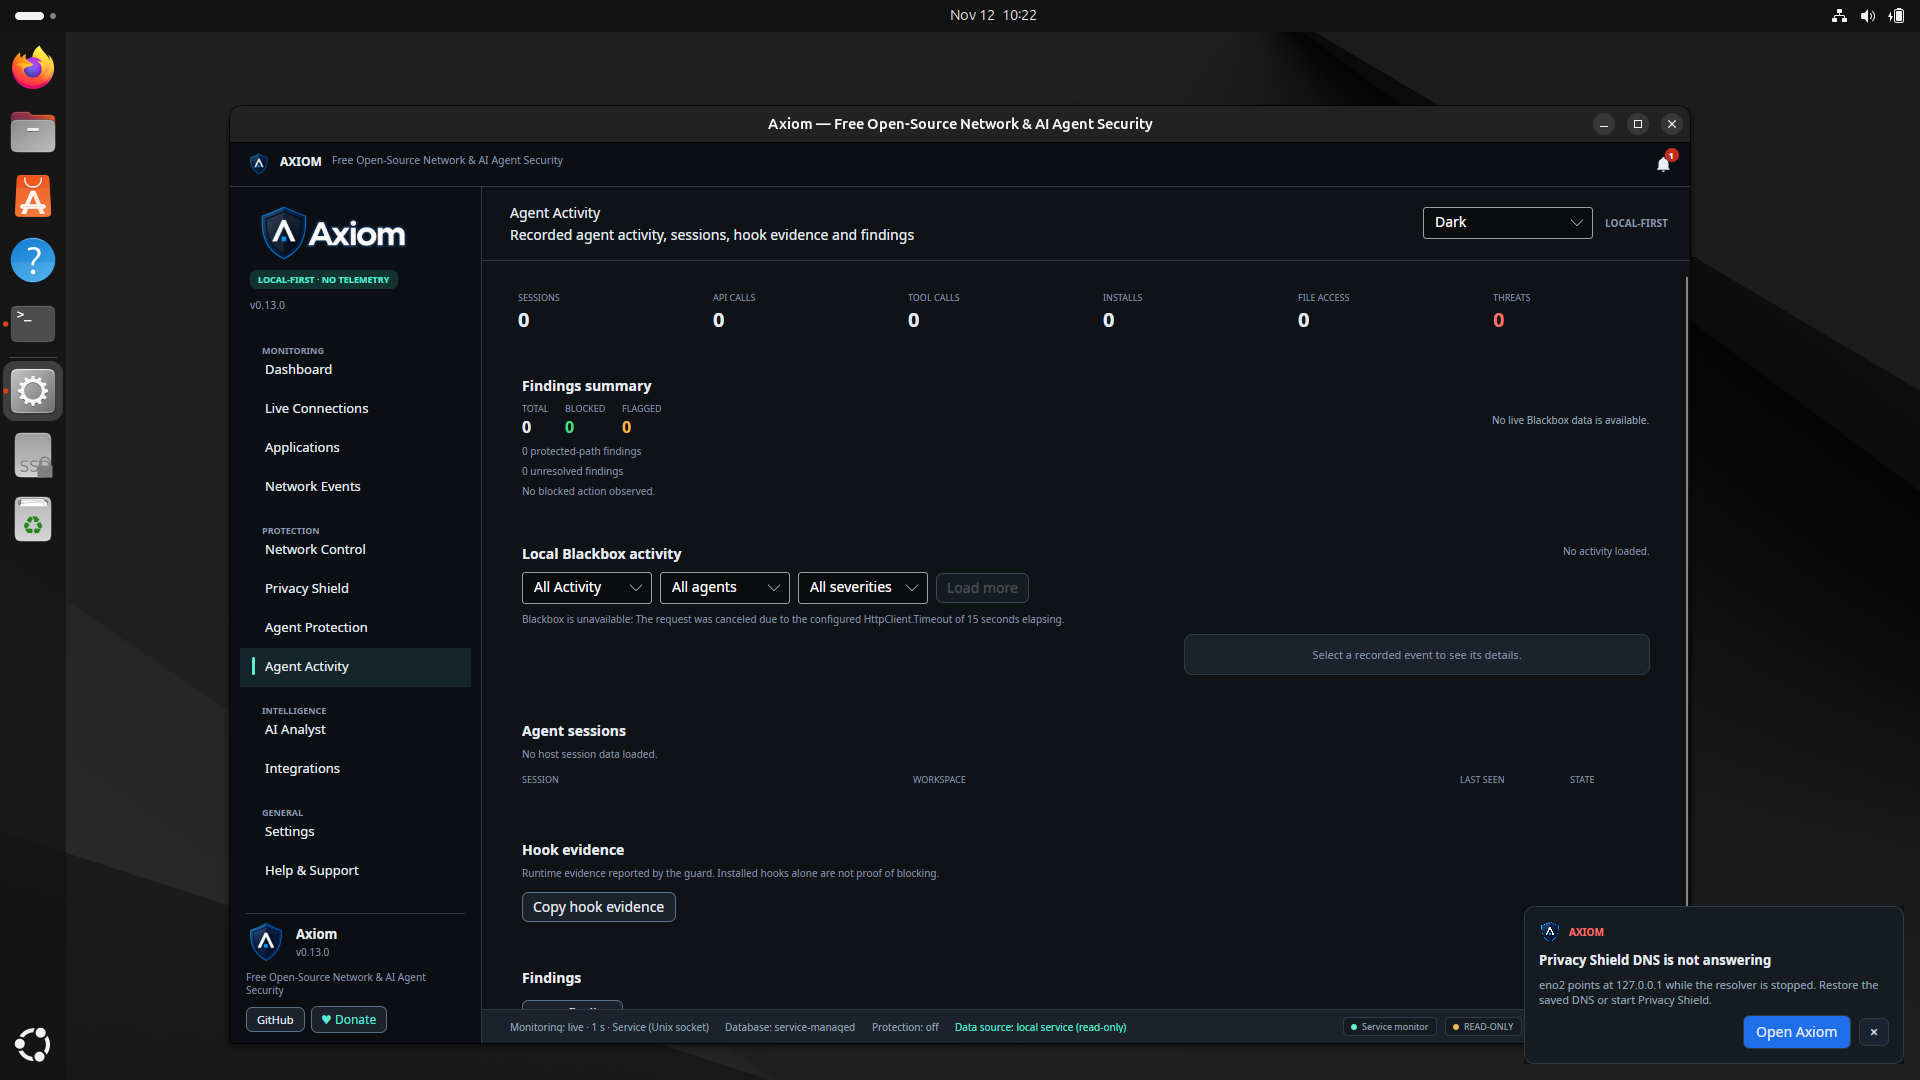 Nov 12 10:22
Axiom — Free Open-Source Network & AI Agent Security
AXIOM Free Open-Source Network & AI Agent Security
1
Axiom
LOCAL-FIRST · NO TELEMETRY
v0.13.0
MONITORING
Dashboard
Live Connections
Applications
Network Events
PROTECTION
Network Control
Privacy Shield
Agent Protection
Agent Activity
INTELLIGENCE
AI Analyst
Integrations
GENERAL
Settings
Help & Support
Axiom
v0.13.0
Free Open-Source Network & AI Agent
Security
GitHub
♥ Donate
Agent Activity
Recorded agent activity, sessions, hook evidence and findings
Dark
LOCAL-FIRST
SESSIONS API CALLS TOOL CALLS INSTALLS FILE ACCESS THREATS
0 0 0 0 0 0
Findings summary
TOTAL BLOCKED FLAGGED
0 0 0
0 protected-path findings
0 unresolved findings
No blocked action observed.
No live Blackbox data is available.
Local Blackbox activity
No activity loaded.
All Activity All agents All severities Load more
Blackbox is unavailable: The request was canceled due to the configured HttpClient.Timeout of 15 seconds elapsing.
Select a recorded event to see its details.
Agent sessions
No host session data loaded.
SESSION WORKSPACE LAST SEEN STATE
Hook evidence
Runtime evidence reported by the guard. Installed hooks alone are not proof of blocking.
Copy hook evidence
Findings
Monitoring: live · 1 s · Service (Unix socket) Database: service-managed Protection: off Data source: local service (read-only)
Service monitor
READ-ONLY
AXIOM
Privacy Shield DNS is not answering
eno2 points at 127.0.0.1 while the resolver is stopped. Restore the
saved DNS or start Privacy Shield.
Open Axiom
×
>_
?
SS